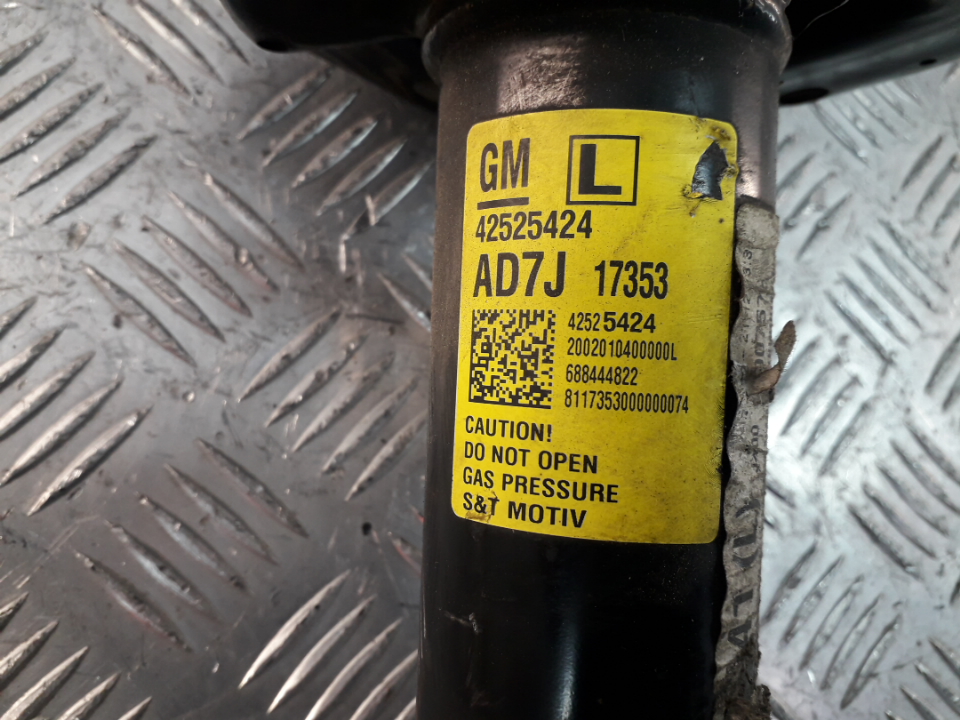 GM L
42525424
AD7J 17353
42525424
2002010400000L
688444822
8117353000000074
CAUTION!
DO NOT OPEN
GAS PRESSURE
S&T MOTIV